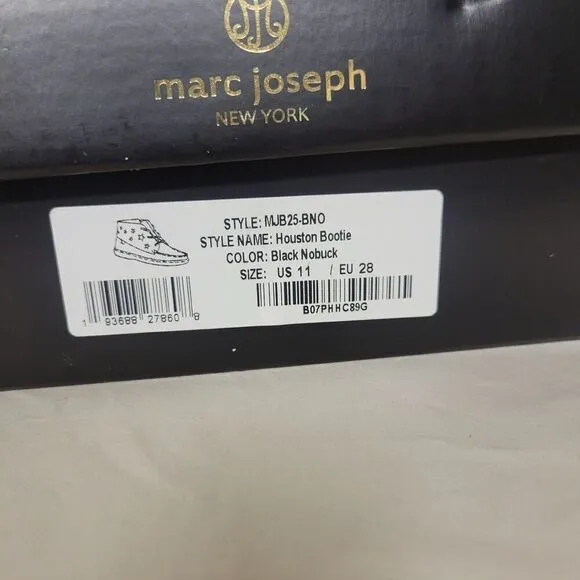 marc joseph
NEW YORK
STYLE: MJB25-BNO
STYLE NAME: Houston Bootie
COLOR: Black Nobuck
SIZE: US 11 / EU 28
1 93688 27860 8
B07PHHC89G